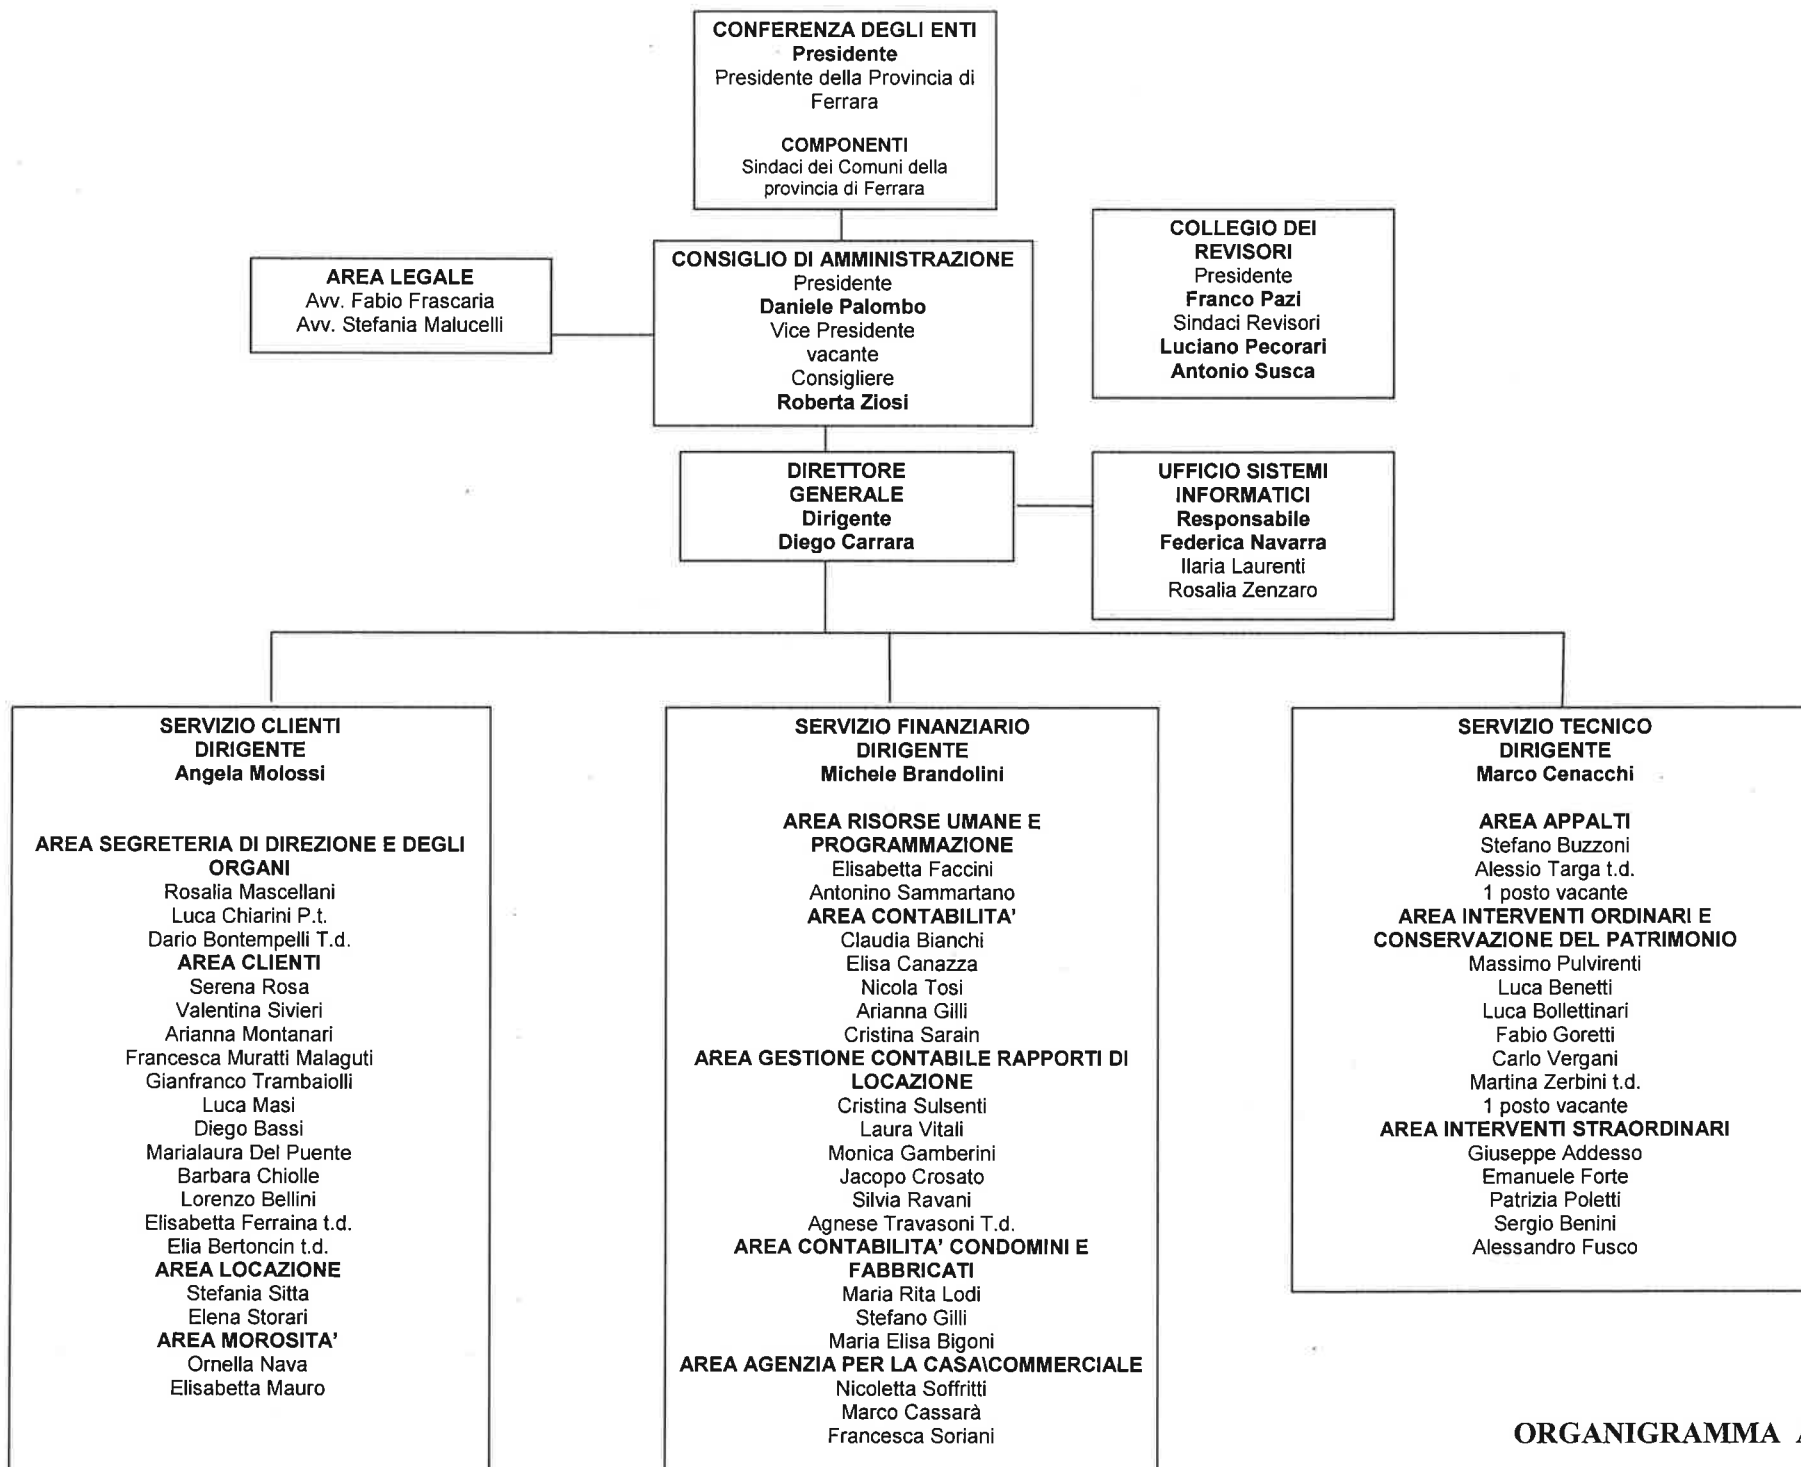 CONFERENZA DEGLI ENTI
Presidente
Presidente della Provincia di
Ferrara
COMPONENTI
Sindaci dei Comuni della
provincia di Ferrara
AREA LEGALE
Avv. Fabio Frascaria
Avv. Stefania Malucelli
CONSIGLIO DI AMMINISTRAZIONE
Presidente
Daniele Palombo
Vice Presidente
vacante
Consigliere
Roberta Ziosi
COLLEGIO DEI
REVISORI
Presidente
Franco Pazi
Sindaci Revisori
Luciano Pecorari
Antonio Susca
DIRETTORE
GENERALE
Dirigente
Diego Carrara
UFFICIO SISTEMI
INFORMATICI
Responsabile
Federica Navarra
Ilaria Laurenti
Rosalia Zenzaro
SERVIZIO CLIENTI
DIRIGENTE
Angela Molossi
AREA SEGRETERIA DI DIREZIONE E DEGLI
ORGANI
Rosalia Mascellani
Luca Chiarini P.t.
Dario Bontempelli T.d.
AREA CLIENTI
Serena Rosa
Valentina Sivieri
Arianna Montanari
Francesca Muratti Malaguti
Gianfranco Trambaiolli
Luca Masi
Diego Bassi
Marialaura Del Puente
Barbara Chiolle
Lorenzo Bellini
Elisabetta Ferraina t.d.
Elia Bertoncin t.d.
AREA LOCAZIONE
Stefania Sitta
Elena Storari
AREA MOROSITA'
Ornella Nava
Elisabetta Mauro
SERVIZIO FINANZIARIO
DIRIGENTE
Michele Brandolini
AREA RISORSE UMANE E
PROGRAMMAZIONE
Elisabetta Faccini
Antonino Sammartano
AREA CONTABILITA'
Claudia Bianchi
Elisa Canazza
Nicola Tosi
Arianna Gilli
Cristina Sarain
AREA GESTIONE CONTABILE RAPPORTI DI
LOCAZIONE
Cristina Sulsenti
Laura Vitali
Monica Gamberini
Jacopo Crosato
Silvia Ravani
Agnese Travasoni T.d.
AREA CONTABILITA' CONDOMINI E
FABBRICATI
Maria Rita Lodi
Stefano Gilli
Maria Elisa Bigoni
AREA AGENZIA PER LA CASA\COMMERCIALE
Nicoletta Soffritti
Marco Cassarà
Francesca Soriani
SERVIZIO TECNICO
DIRIGENTE
Marco Cenacchi
AREA APPALTI
Stefano Buzzoni
Alessio Targa t.d.
1 posto vacante
AREA INTERVENTI ORDINARI E
CONSERVAZIONE DEL PATRIMONIO
Massimo Pulvirenti
Luca Benetti
Luca Bollettinari
Fabio Goretti
Carlo Vergani
Martina Zerbini t.d.
1 posto vacante
AREA INTERVENTI STRAORDINARI
Giuseppe Addesso
Emanuele Forte
Patrizia Poletti
Sergio Benini
Alessandro Fusco
ORGANIGRAMMA